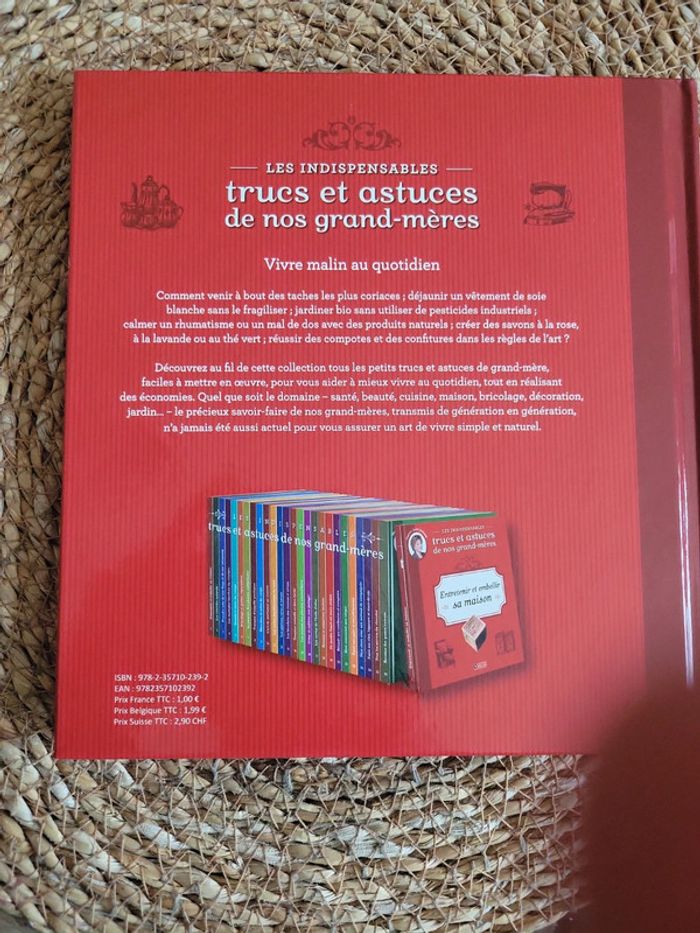 LES INDISPENSABLES
trucs et astuces
de nos grand-mères
Vivre malin au quotidien
Comment venir à bout des taches les plus coriaces ; déjaunir un vêtement de soie
blanche sans le fragiliser ; jardiner bio sans utiliser de pesticides industriels ;
calmer un rhumatisme ou un mal de dos avec des produits naturels ; créer des savons à la rose,
à la lavande ou au thé vert ; réussir des compotes et des confitures dans les règles de l'art ?
Découvrez au fil de cette collection tous les petits trucs et astuces de grand-mère,
faciles à mettre en œuvre, pour vous aider à mieux vivre au quotidien, tout en réalisant
des économies. Quel que soit le domaine – santé, beauté, cuisine, maison, bricolage, décoration,
jardin... – le précieux savoir-faire de nos grand-mères, transmis de génération en génération,
n'a jamais été aussi actuel pour vous assurer un art de vivre simple et naturel.
LES INDISPENSABLES
trucs et astuces de nos grand-mères
LES INDISPENSABLES
trucs et astuces
de nos grand-mères
Entretenir et embellir
sa maison
ISBN : 978-2-35710-239-2
EAN : 9782357102392
Prix France TTC : 1,00 €
Prix Belgique TTC : 1,99 €
Prix Suisse TTC : 2,90 CHF